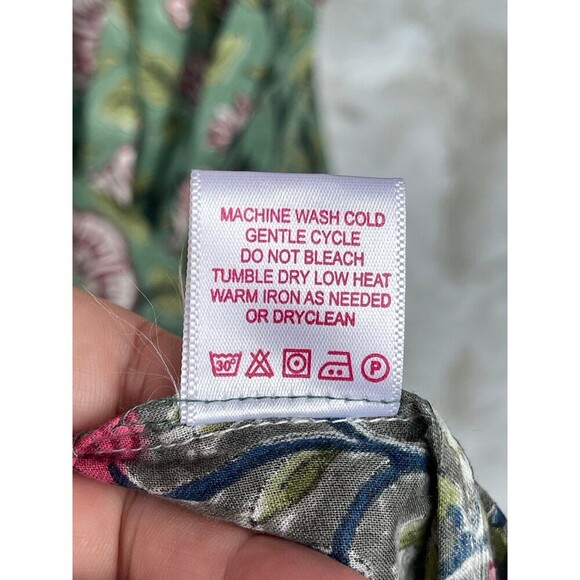 MACHINE WASH COLD
GENTLE CYCLE
DO NOT BLEACH
TUMBLE DRY LOW HEAT
WARM IRON AS NEEDED
OR DRYCLEAN
30° P